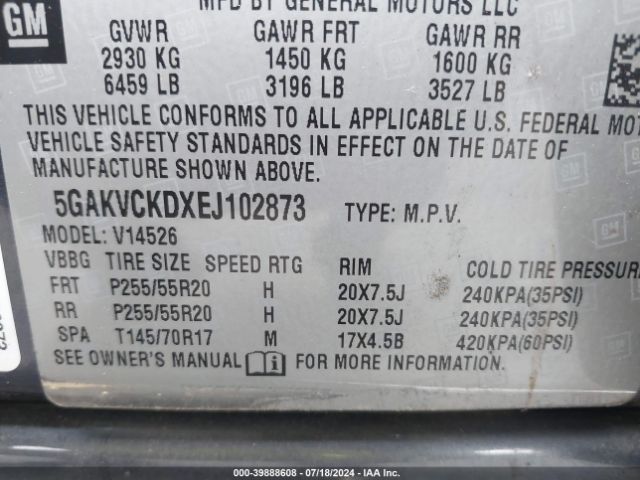 GM
MFD BY GENERAL MOTORS LLC
GVWR GAWR FRT GAWR RR
2930 KG 1450 KG 1600 KG
6459 LB 3196 LB 3527 LB
THIS VEHICLE CONFORMS TO ALL APPLICABLE U.S. FEDERAL MOT
VEHICLE SAFETY STANDARDS IN EFFECT ON THE DATE OF
MANUFACTURE SHOWN ABOVE.
5GAKVCKDXEJ102873 TYPE: M.P.V.
MODEL: V14526
VBBG TIRE SIZE SPEED RTG RIM COLD TIRE PRESSUR
FRT P255/55R20 H 20X7.5J 240KPA(35PSI)
RR P255/55R20 H 20X7.5J 240KPA(35PSI)
SPA T145/70R17 M 17X4.5B 420KPA(60PSI)
SEE OWNER'S MANUAL FOR MORE INFORMATION.
000-39888608 - 07/18/2024 - IAA, Inc.